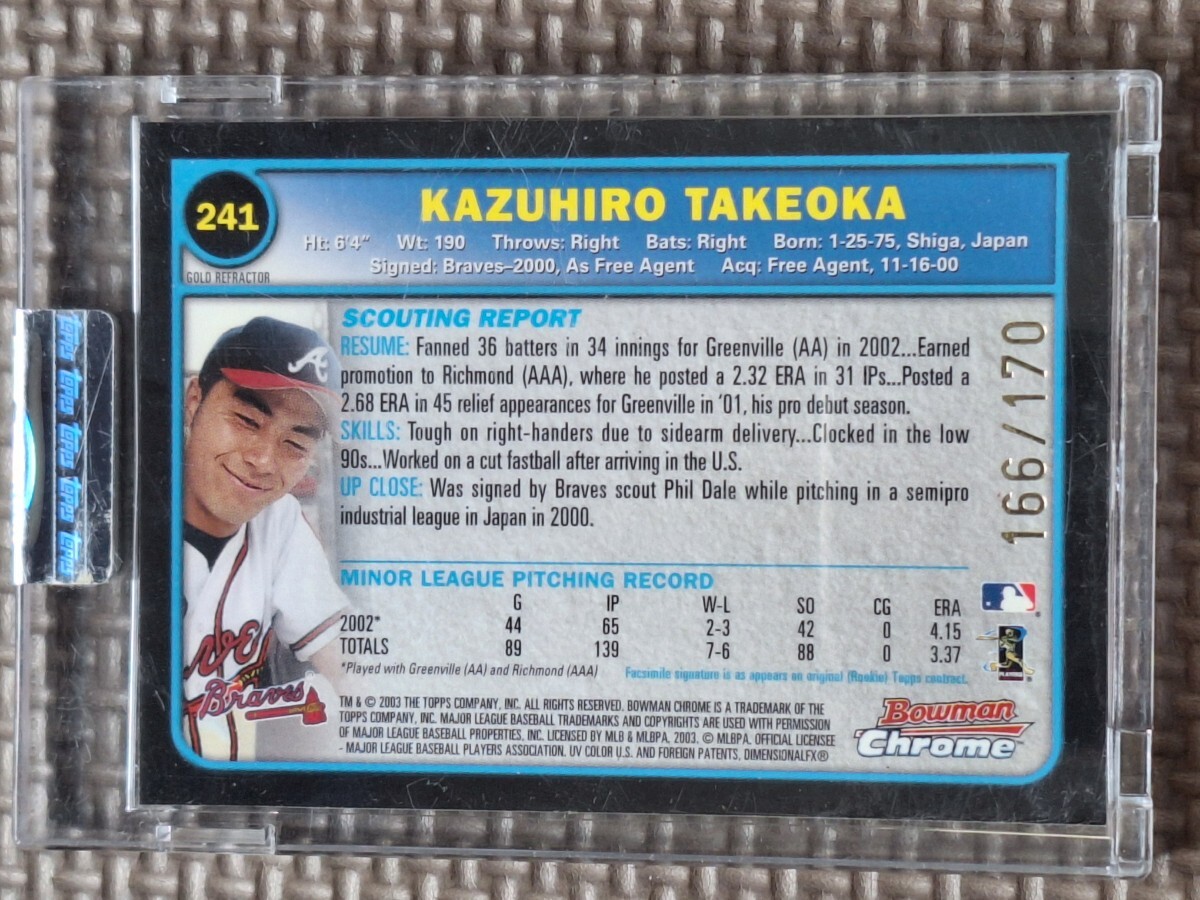 241
GOLD REFRACTOR
KAZUHIRO TAKEOKA
Ht: 6'4" Wt: 190 Throws: Right Bats: Right Born: 1-25-75, Shiga, Japan
Signed: Braves–2000, As Free Agent Acq: Free Agent, 11-16-00
SCOUTING REPORT
RESUME: Fanned 36 batters in 34 innings for Greenville (AA) in 2002...Earned
promotion to Richmond (AAA), where he posted a 2.32 ERA in 31 IPs...Posted a
2.68 ERA in 45 relief appearances for Greenville in '01, his pro debut season.
SKILLS: Tough on right-handers due to sidearm delivery...Clocked in the low
90s...Worked on a cut fastball after arriving in the U.S.
UP CLOSE: Was signed by Braves scout Phil Dale while pitching in a semipro
industrial league in Japan in 2000.
166/170
MINOR LEAGUE PITCHING RECORD
G IP W-L SO CG ERA
2002* 44 65 2-3 42 0 4.15
TOTALS 89 139 7-6 88 0 3.37
*Played with Greenville (AA) and Richmond (AAA)
Facsimile signature is as appears on original (Rookie) Topps contract.
Braves
TM & © 2003 THE TOPPS COMPANY, INC. ALL RIGHTS RESERVED. BOWMAN CHROME IS A TRADEMARK OF THE
TOPPS COMPANY, INC. MAJOR LEAGUE BASEBALL TRADEMARKS AND COPYRIGHTS ARE USED WITH PERMISSION
OF MAJOR LEAGUE BASEBALL PROPERTIES, INC. LICENSED BY MLB & MLBPA, 2003. © MLBPA. OFFICIAL LICENSEE
- MAJOR LEAGUE BASEBALL PLAYERS ASSOCIATION. UV COLOR U.S. AND FOREIGN PATENTS. DIMENSIONALFX®
Bowman
Chrome™
A
Topps Topps Topps Topps Topps